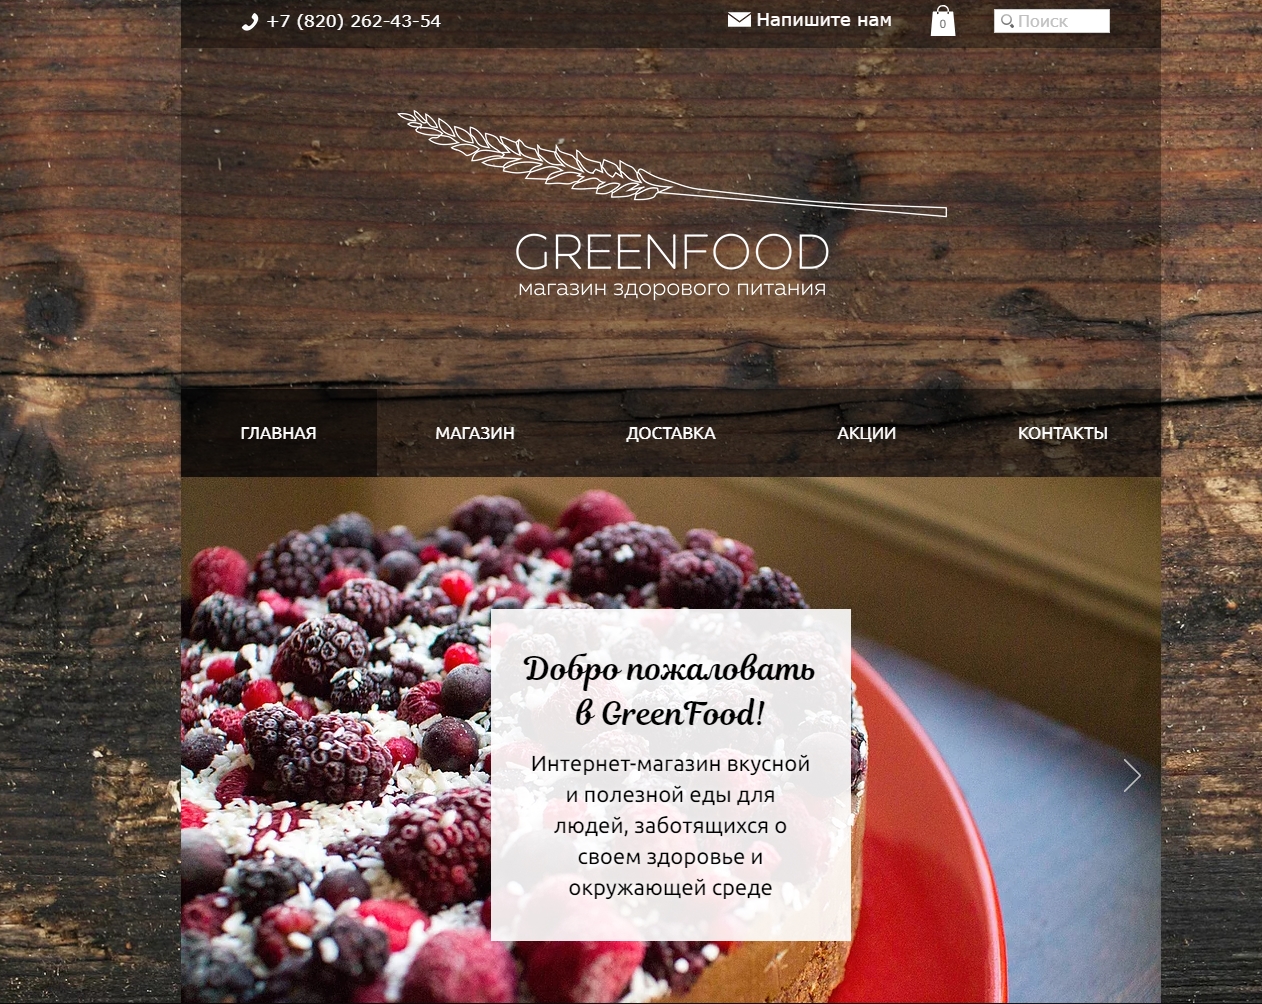 +7 (820) 262-43-54
Напишите нам
0
Поиск
GREENFOOD
магазин здорового питания
ГЛАВНАЯ
МАГАЗИН
ДОСТАВКА
АКЦИИ
КОНТАКТЫ
Добро пожаловать
в GreenFood!
Интернет-магазин вкусной
и полезной еды для
людей, заботящихся о
своем здоровье и
окружающей среде